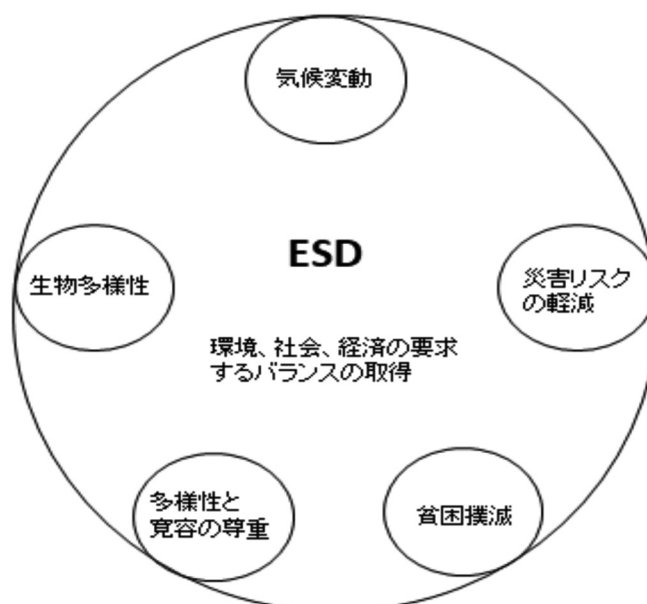 気候変動
ESD
生物多様性
災害リスク
の軽減
環境、社会、経済の要求
するバランスの取得
多様性と
寛容の尊重
貧困撲滅